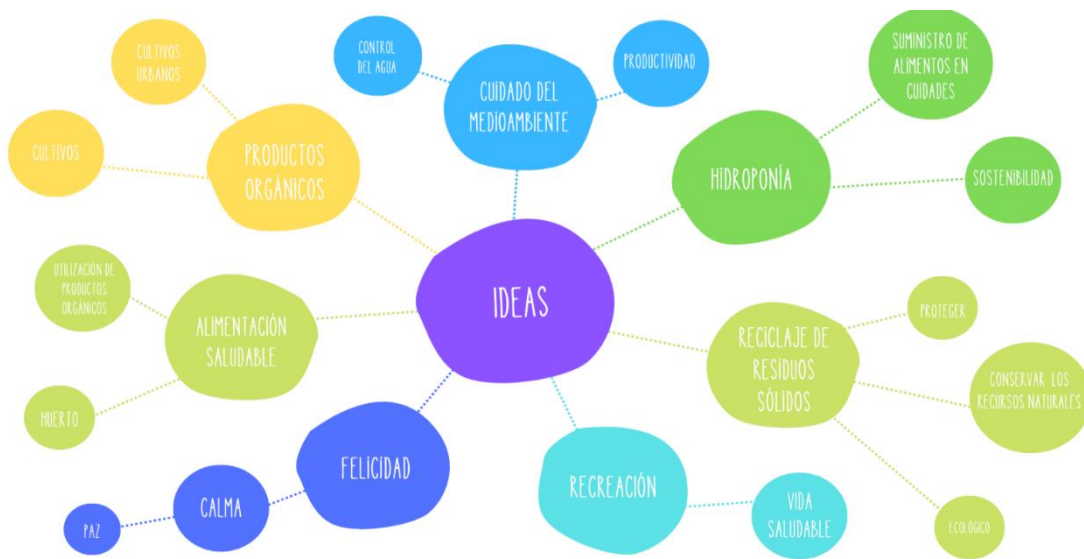 CULTIVOS
URBANOS
CULTIVOS
PRODUCTOS
ORGÁNICOS
CONTROL
DEL AGUA
CUIDADO DEL
MEDIOAMBIENTE
PRODUCTIVIDAD
SUMINISTRO DE
ALIMENTOS EN
CUIDADES
HIDROPONÍA
SOSTENIBILIDAD
IDEAS
UTILIZACIÓN DE
PRODUCTOS
ORGÁNICOS
ALIMENTACIÓN
SALUDABLE
HUERTO
PROTEGER
RECICLAJE DE
RESIDUOS
SÓLIDOS
CONSERVAR LOS
RECURSOS NATURALES
ECOLÓGICO
FELICIDAD
CALMA
PAZ
RECREACIÓN
VIDA
SALUDABLE